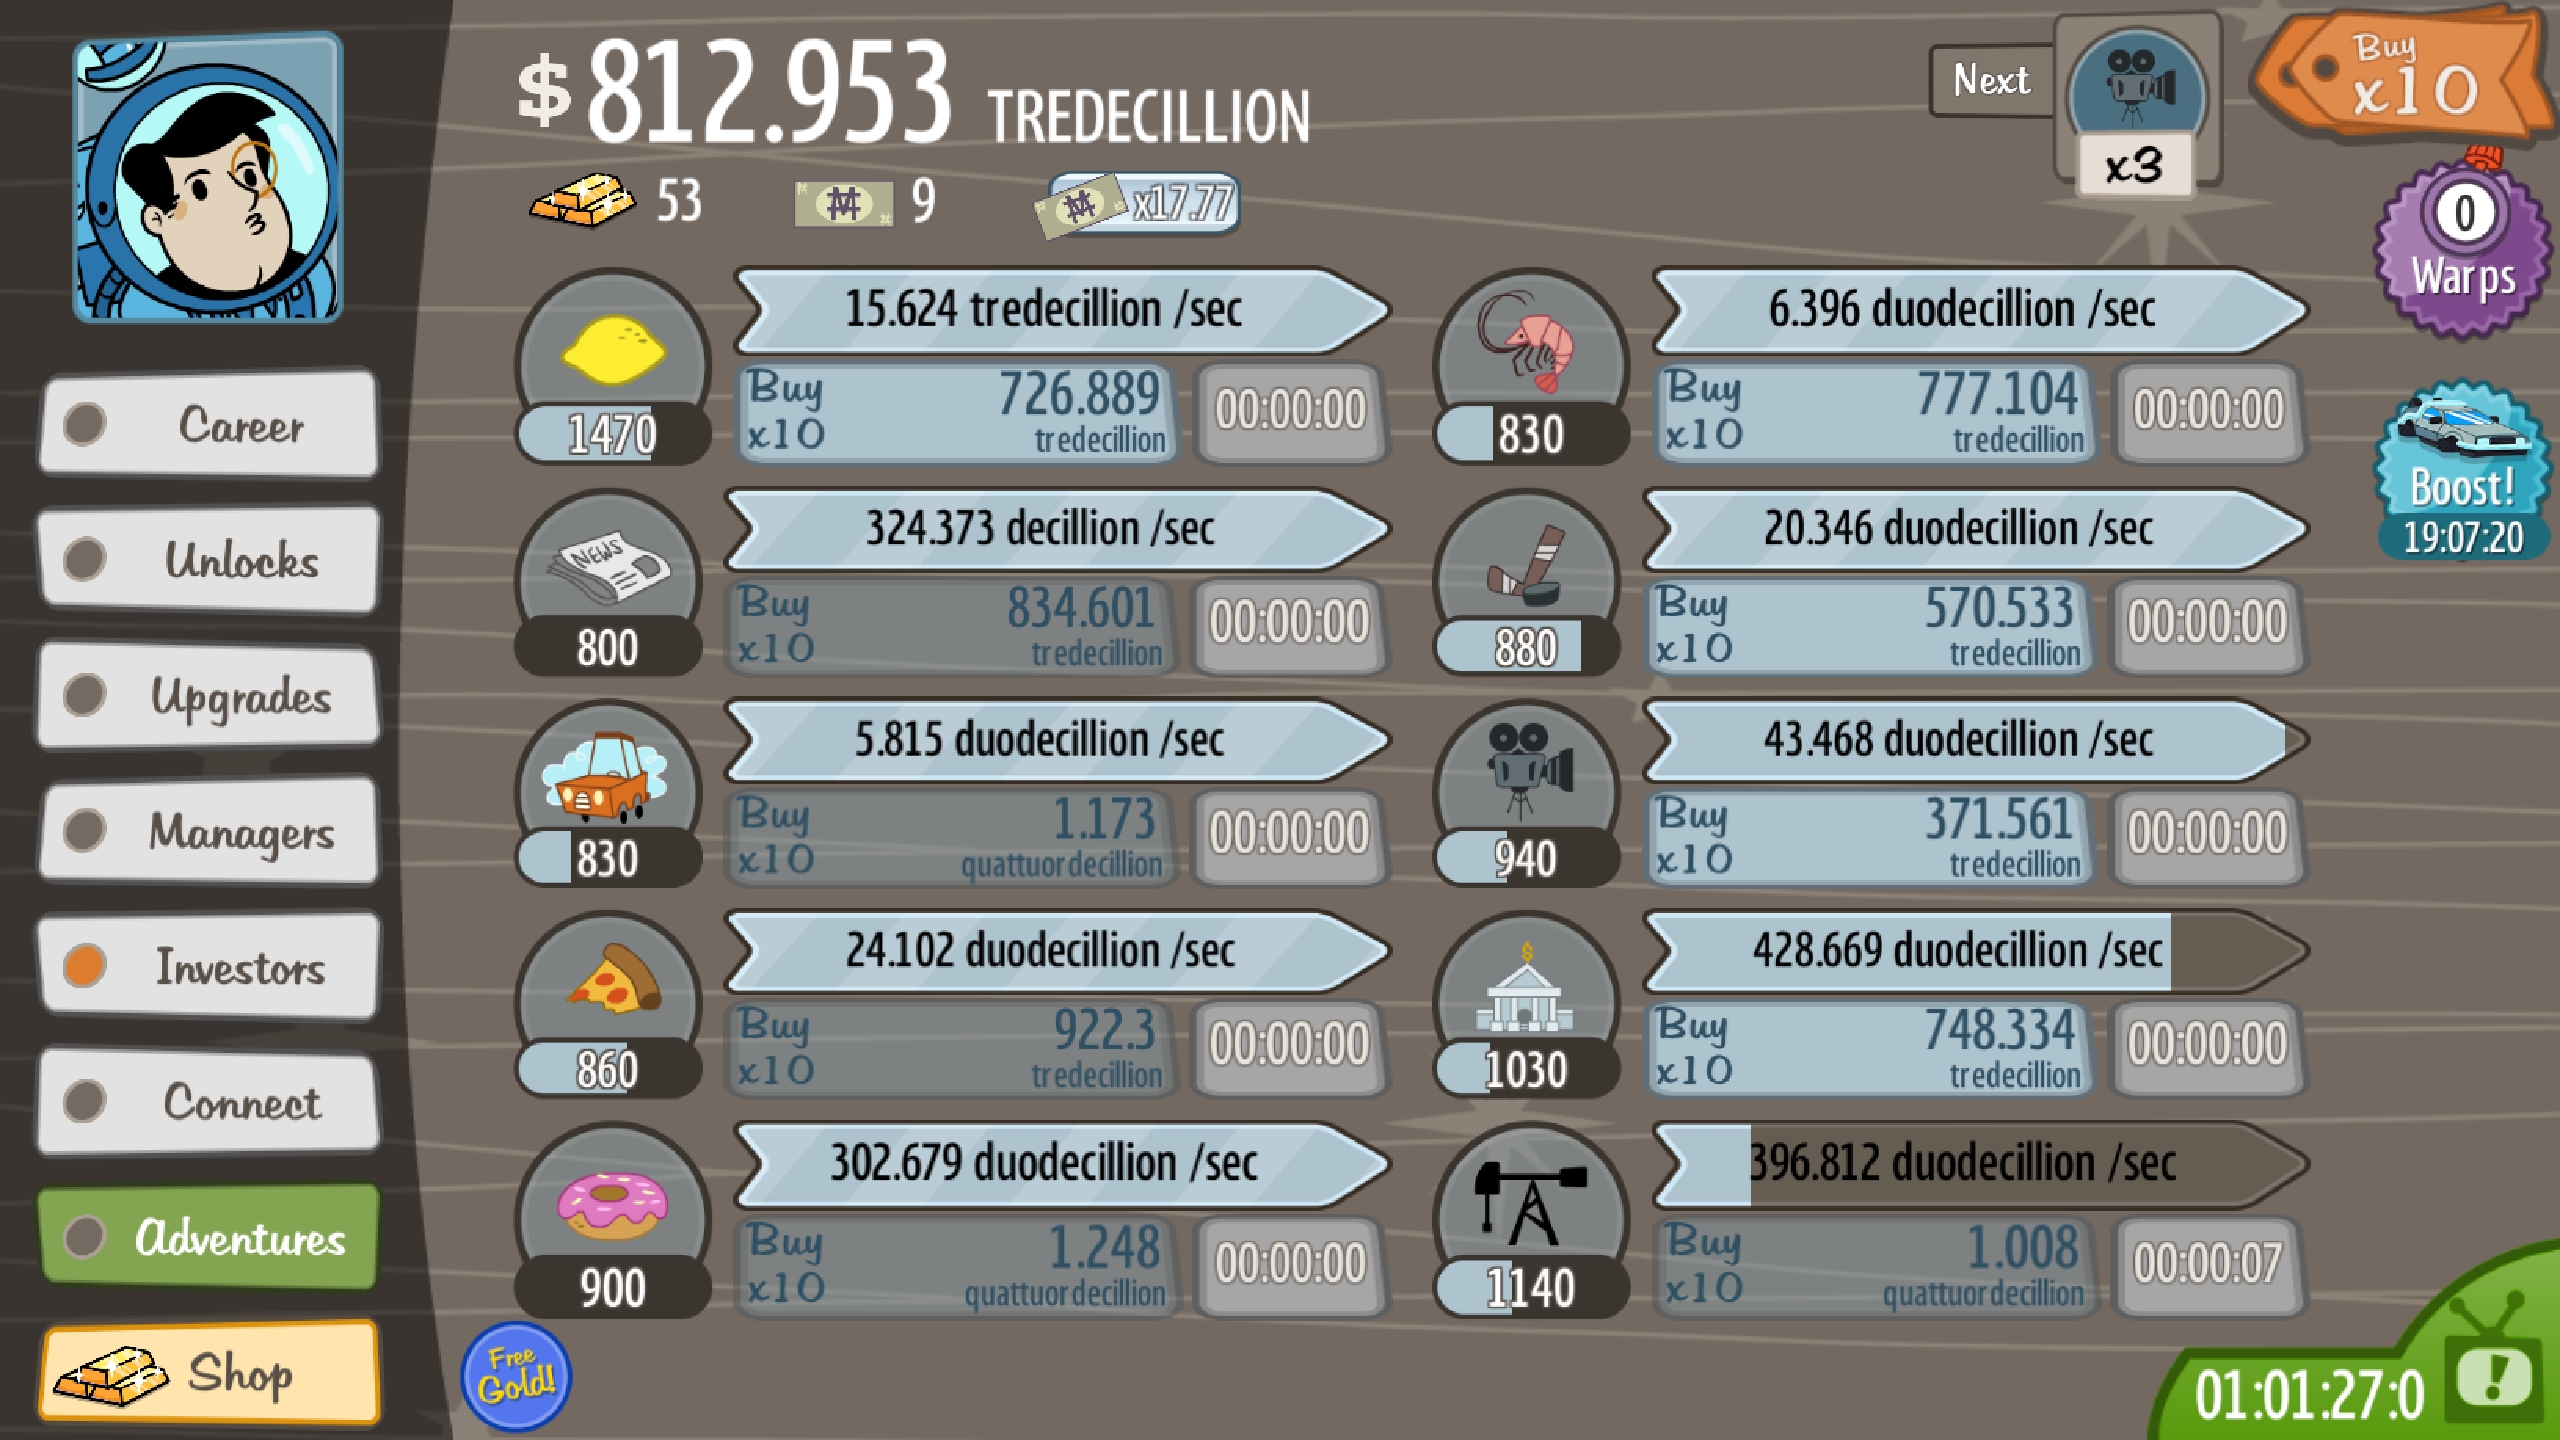 $812.953 TREDECILLION
53 9 x17.77
Next
x3
Buy
x10
0
Warps
Boost!
19:07:20
Career
Unlocks
Upgrades
Managers
Investors
Connect
Adventures
Shop
15.624 tredecillion /sec
1470
Buy
x10
726.889
tredecillion
00:00:00
NEWS
324.373 decillion /sec
800
Buy
x10
834.601
tredecillion
00:00:00
5.815 duodecillion /sec
830
Buy
x10
1.173
quattuordecillion
00:00:00
24.102 duodecillion /sec
860
Buy
x10
922.3
tredecillion
00:00:00
302.679 duodecillion /sec
900
Buy
x10
1.248
quattuordecillion
00:00:00
6.396 duodecillion /sec
830
Buy
x10
777.104
tredecillion
00:00:00
20.346 duodecillion /sec
880
Buy
x10
570.533
tredecillion
00:00:00
43.468 duodecillion /sec
940
Buy
x10
371.561
tredecillion
00:00:00
$
428.669 duodecillion /sec
1030
Buy
x10
748.334
tredecillion
00:00:00
396.812 duodecillion /sec
1140
Buy
x10
1.008
quattuordecillion
00:00:07
Free
Gold!
01:01:27:0
!